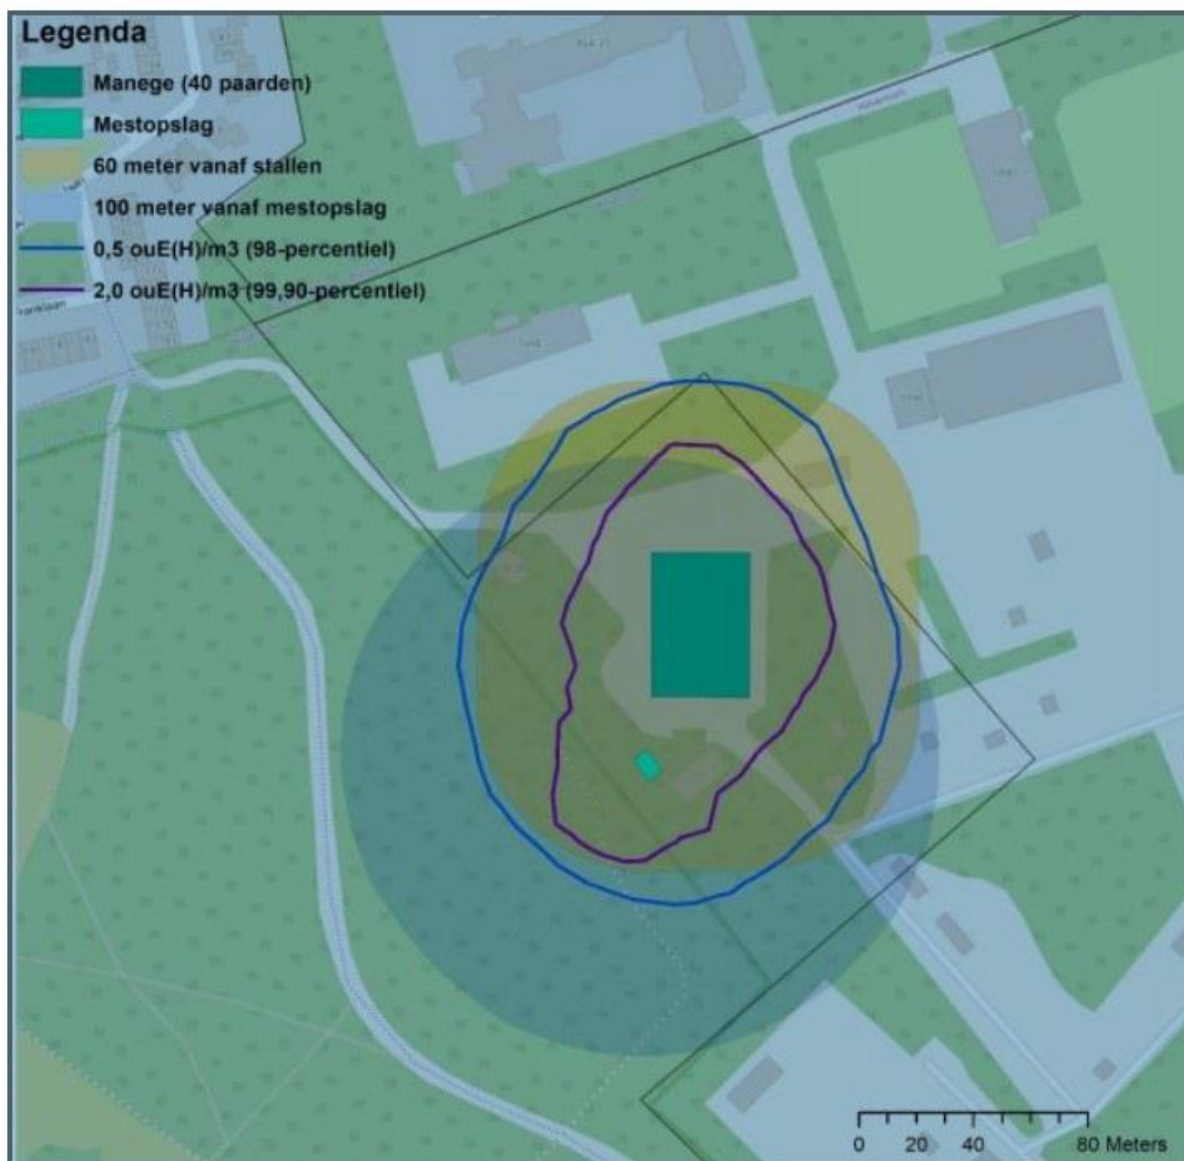 Legenda
Manege (40 paarden)
Mestopslag
60 meter vanaf stallen
100 meter vanaf mestopslag
0,5 ouE(H)/m3 (98-percentiel)
2,0 ouE(H)/m3 (99,90-percentiel)
0 20 40 80 Meters